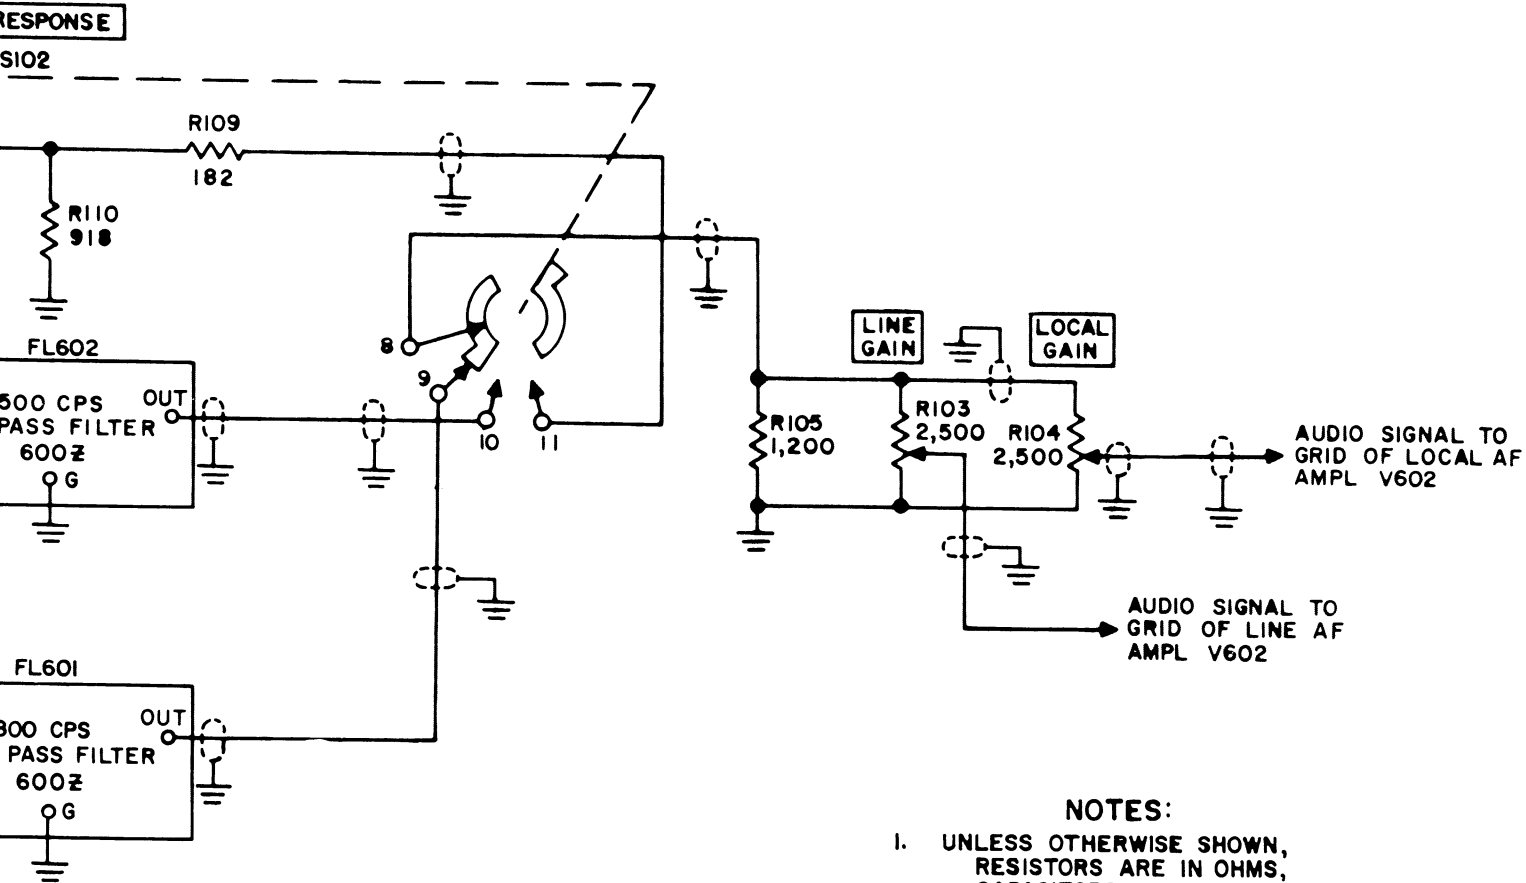 RESPONSE
S102
R109
182
R110
918
FL602
OUT
500 CPS
PASS FILTER
600Z
G
8
9
10
11
LINE
GAIN
LOCAL
GAIN
R105
1,200
R103
2,500
R104
2,500
AUDIO SIGNAL TO
GRID OF LOCAL AF
AMPL V602
AUDIO SIGNAL TO
GRID OF LINE AF
AMPL V602
FL601
OUT
300 CPS
PASS FILTER
600Z
G
NOTES:
1. UNLESS OTHERWISE SHOWN,
RESISTORS ARE IN OHMS,